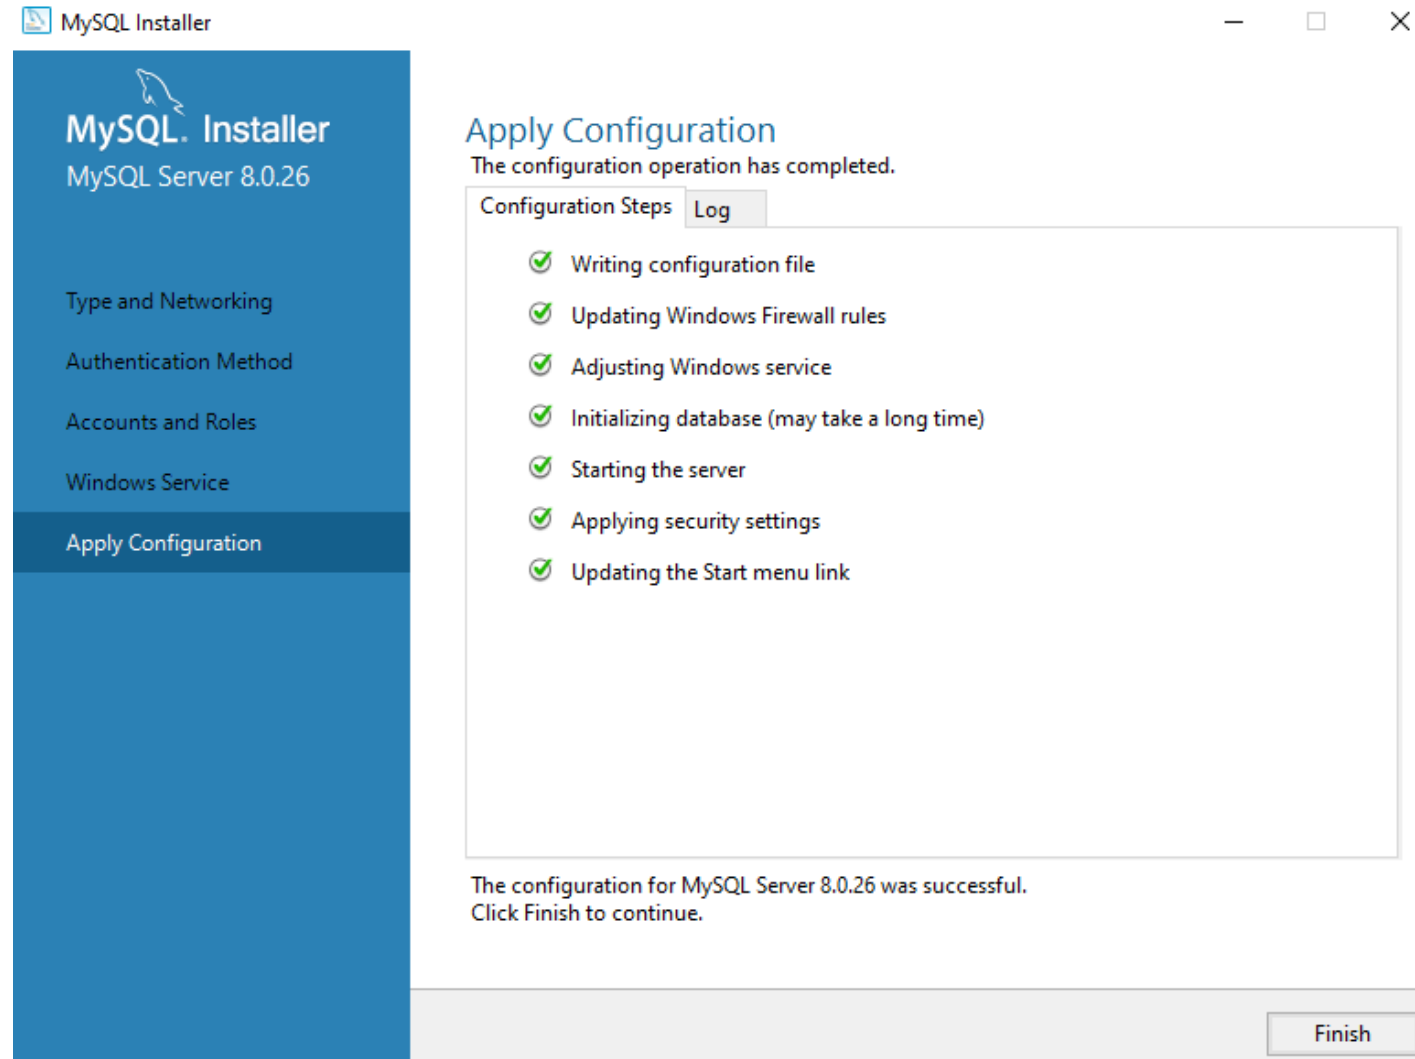 MySQL Installer
MySQL. Installer
MySQL Server 8.0.26
Type and Networking
Authentication Method
Accounts and Roles
Windows Service
Apply Configuration
Apply Configuration
The configuration operation has completed.
Configuration Steps
Log
Writing configuration file
Updating Windows Firewall rules
Adjusting Windows service
Initializing database (may take a long time)
Starting the server
Applying security settings
Updating the Start menu link
The configuration for MySQL Server 8.0.26 was successful.
Click Finish to continue.
Finish